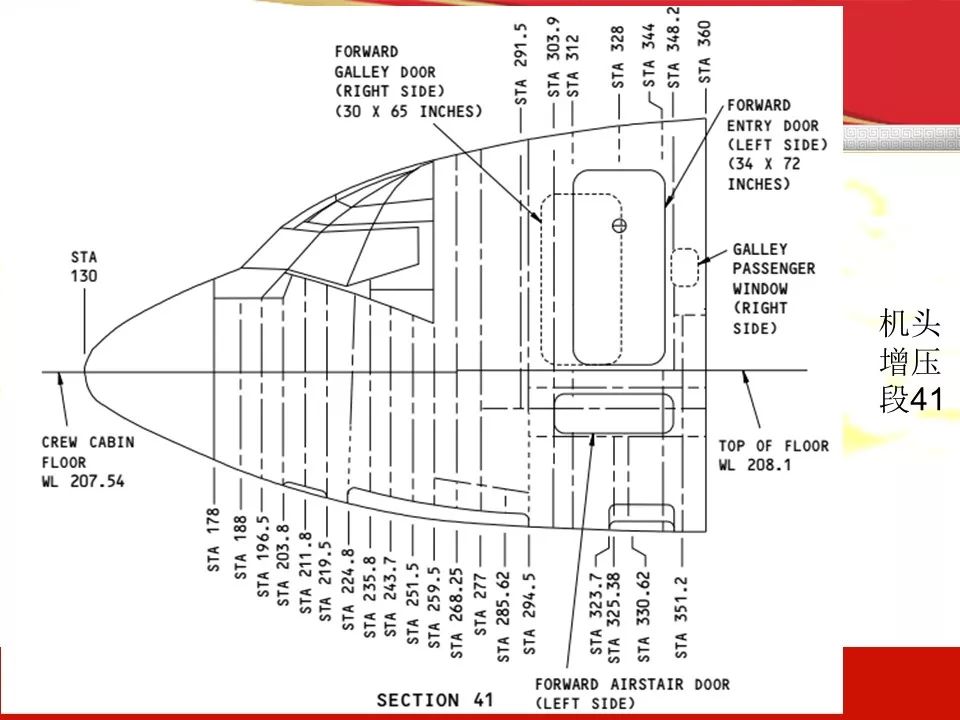 FORWARD
GALLEY DOOR
(RIGHT SIDE)
(30 X 65 INCHES)
STA 291.5
STA 303.9
STA 312
STA 328
STA 344
STA 348.2
STA 360
FORWARD
ENTRY DOOR
(LEFT SIDE)
(34 X 72
INCHES)
STA
130
GALLEY
PASSENGER
WINDOW
(RIGHT
SIDE)
机头
增压
段41
CREW CABIN
FLOOR
WL 207.54
TOP OF FLOOR
WL 208.1
STA 178
STA 188
STA 196.5
STA 203.8
STA 211.8
STA 219.5
STA 224.8
STA 235.8
STA 243.7
STA 251.5
STA 259.5
STA 268.25
STA 277
STA 285.62
STA 294.5
STA 323.7
STA 325.38
STA 330.62
STA 351.2
FORWARD AIRSTAIR DOOR
(LEFT SIDE)
SECTION 41